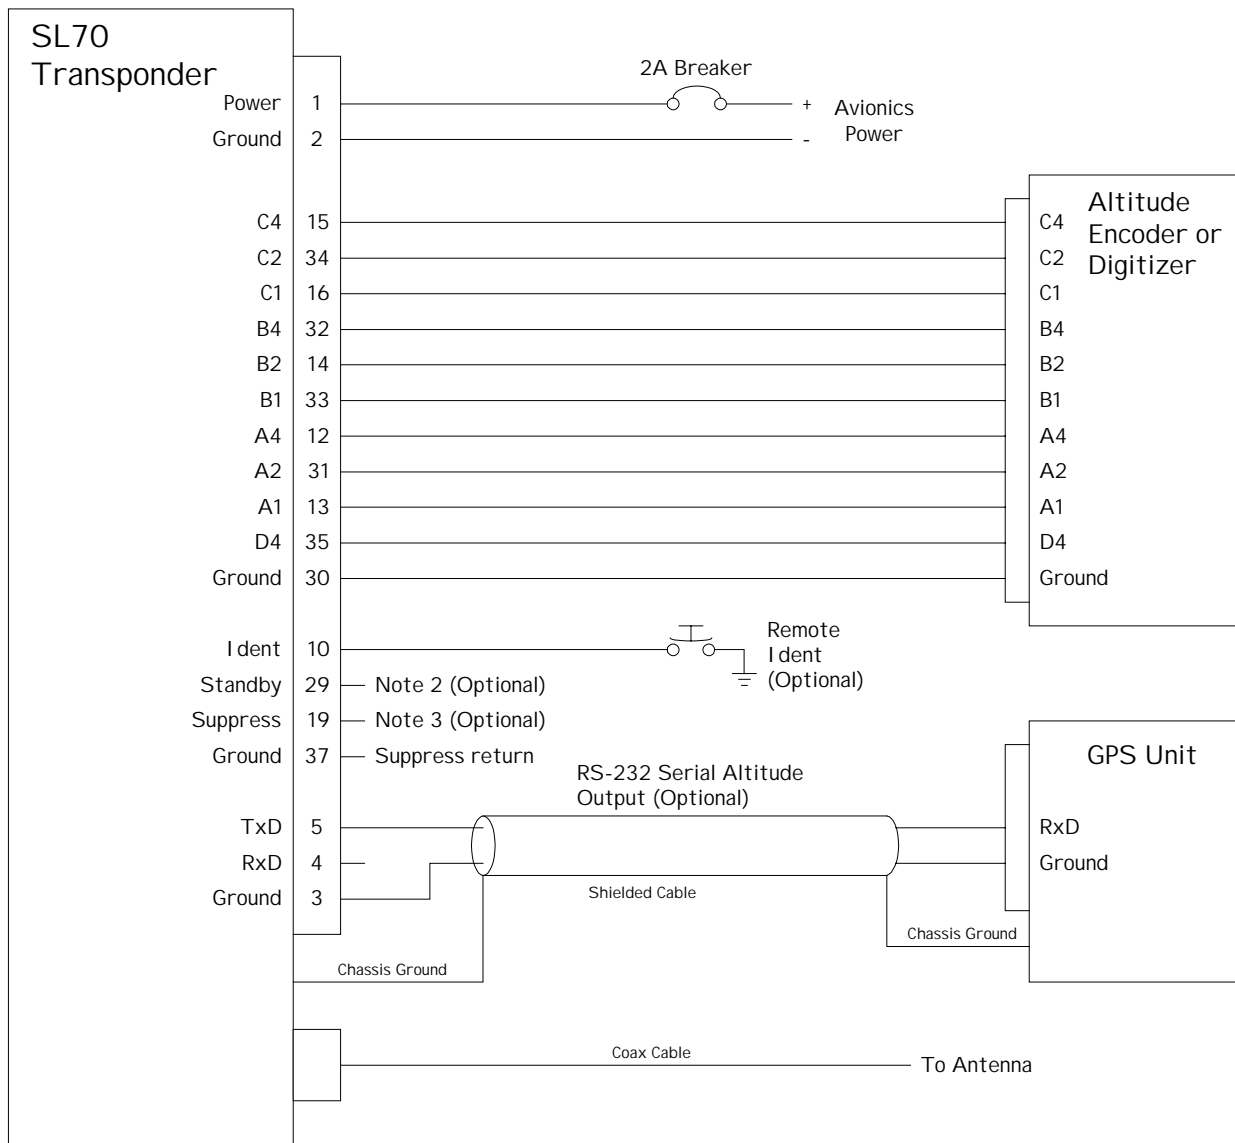 SL70
Transponder
2A Breaker
Power 1
+ Avionics
Power
Ground 2
-
Altitude
Encoder or
Digitizer
C4 15 C4
C2 34 C2
C1 16 C1
B4 32 B4
B2 14 B2
B1 33 B1
A4 12 A4
A2 31 A2
A1 13 A1
D4 35 D4
Ground 30 Ground
Remote
Ident
(Optional)
Ident 10
Standby 29 Note 2 (Optional)
Suppress 19 Note 3 (Optional)
Ground 37 Suppress return
GPS Unit
RS-232 Serial Altitude
Output (Optional)
TxD 5 RxD
RxD 4 Ground
Ground 3
Shielded Cable
Chassis Ground
Chassis Ground
Coax Cable
To Antenna